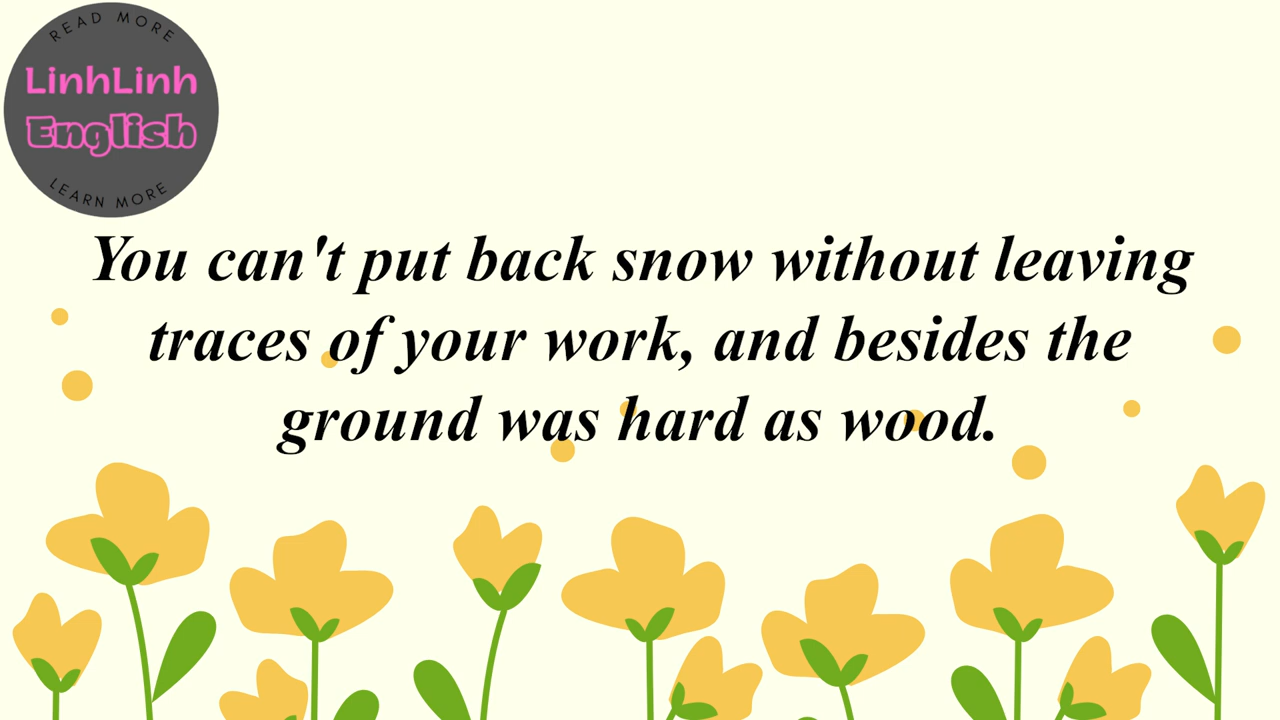 READ MORE
LinhLinh
English
LEARN MORE
You can't put back snow without leaving
traces of your work, and besides the
ground was hard as wood.